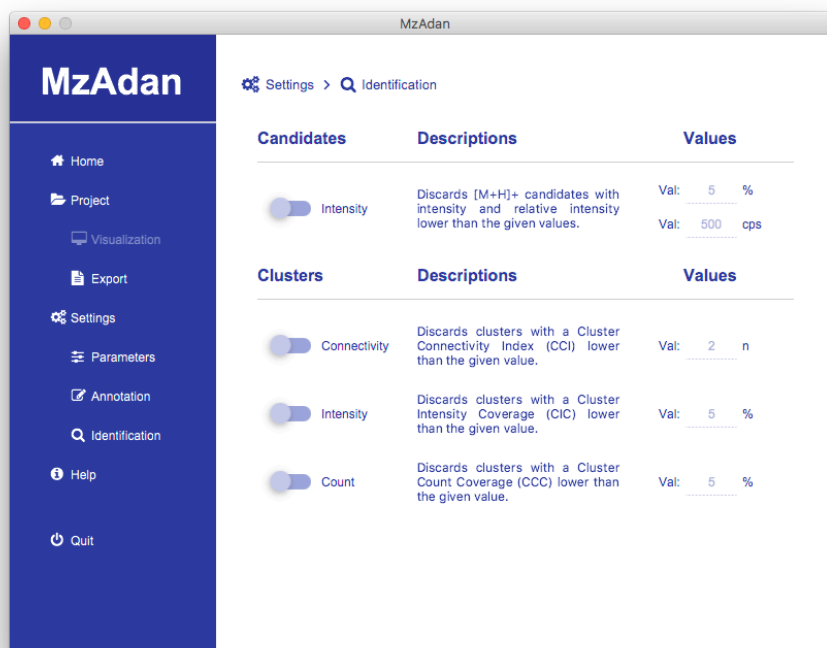 MzAdan
MzAdan
Home
Project
Visualization
Export
Settings
Parameters
Annotation
Identification
Help
Quit
Settings > Identification
Candidates Descriptions Values
Intensity
Discards [M+H]+ candidates with
intensity and relative intensity
lower than the given values.
Val: 5 %
Val: 500 cps
Clusters Descriptions Values
Connectivity
Discards clusters with a Cluster
Connectivity Index (CCI) lower
than the given value.
Val: 2 n
Intensity
Discards clusters with a Cluster
Intensity Coverage (CIC) lower
than the given value.
Val: 5 %
Count
Discards clusters with a Cluster
Count Coverage (CCC) lower than
the given value.
Val: 5 %